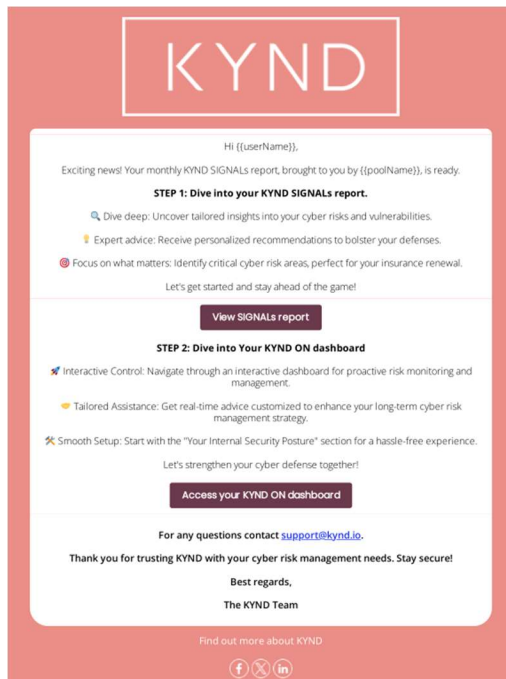 KYND
Hi {{userName}},
Exciting news! Your monthly KYND SIGNALs report, brought to you by {{poolName}}, is ready.
STEP 1: Dive into your KYND SIGNALs report.
🔍 Dive deep: Uncover tailored insights into your cyber risks and vulnerabilities.
💡 Expert advice: Receive personalized recommendations to bolster your defenses.
🎯 Focus on what matters: Identify critical cyber risk areas, perfect for your insurance renewal.
Let's get started and stay ahead of the game!
View SIGNALs report
STEP 2: Dive into Your KYND ON dashboard
🚀 Interactive Control: Navigate through an interactive dashboard for proactive risk monitoring and
management.
🤝 Tailored Assistance: Get real-time advice customized to enhance your long-term cyber risk
management strategy.
🛠 Smooth Setup: Start with the "Your Internal Security Posture" section for a hassle-free experience.
Let's strengthen your cyber defense together!
Access your KYND ON dashboard
For any questions contact support@kynd.io.
Thank you for trusting KYND with your cyber risk management needs. Stay secure!
Best regards,
The KYND Team
Find out more about KYND